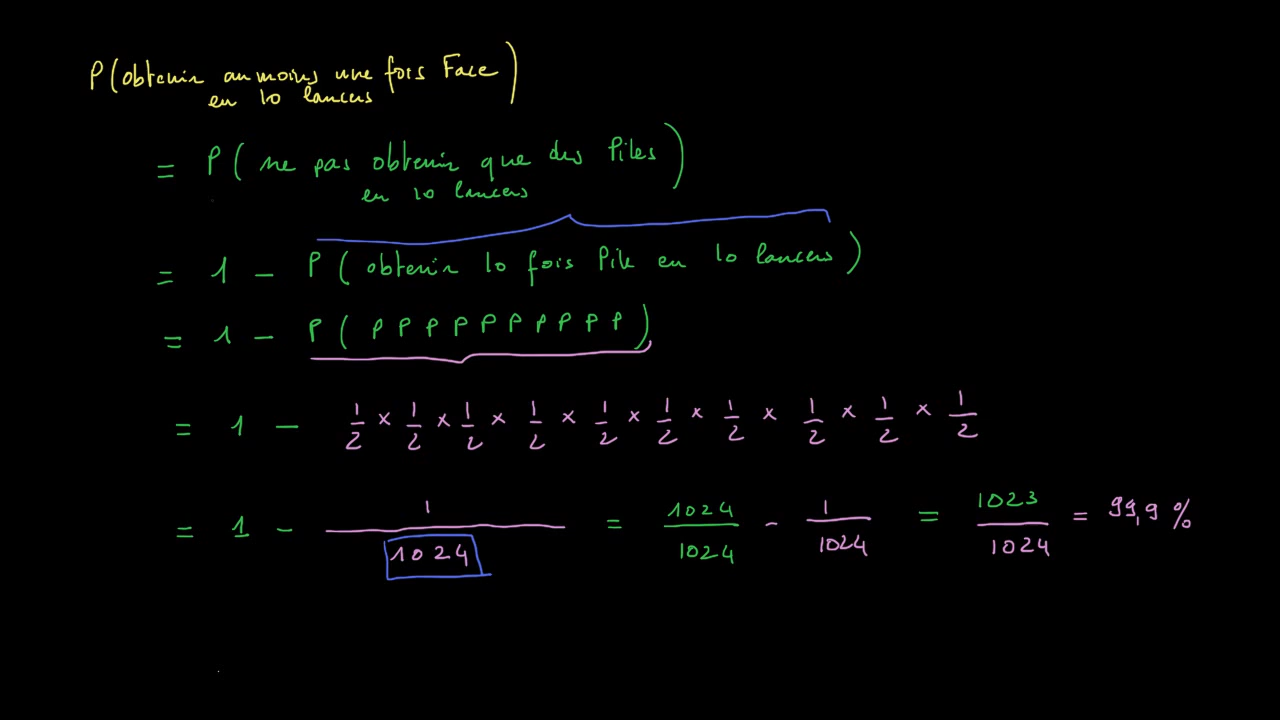 P(obtenir au moins une fois Face)
en 10 lancers
= P( ne pas obtenir que des Piles)
en 10 lancers
= 1 - P( obtenir 10 fois Pile en 10 lancers)
= 1 - P( P P P P P P P P P P )
= 1 - 1/2 × 1/2 × 1/2 × 1/2 × 1/2 × 1/2 × 1/2 × 1/2 × 1/2 × 1/2
= 1 - 1/1024 = 1024/1024 - 1/1024 = 1023/1024 = 99,9 %